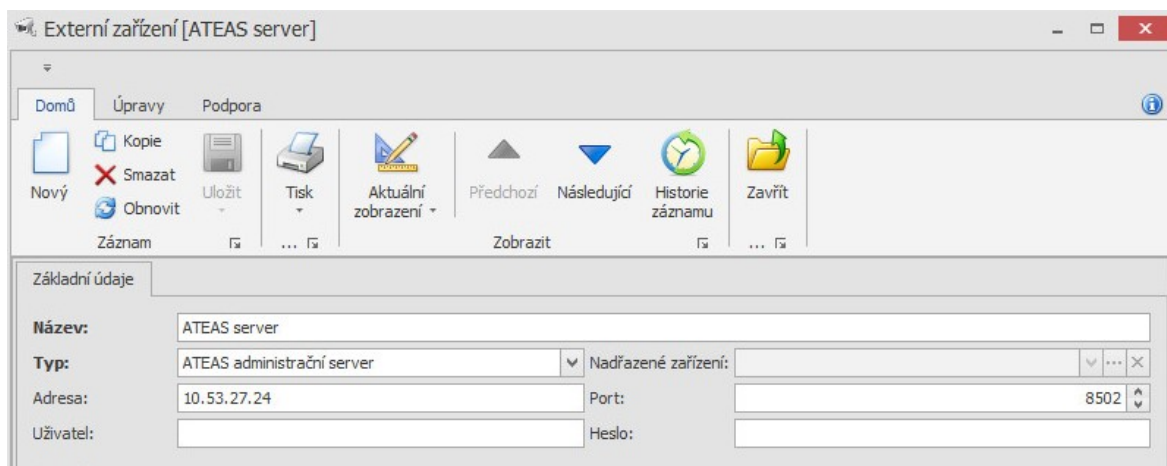 Externí zařízení [ATEAS server]
Domů Úpravy Podpora
Nový
Kopie
Smazat
Obnovit
Uložit
Tisk
Aktuální
zobrazení
Předchozí
Následující
Historie
záznamu
Zavřít
Záznam ... Zobrazit ...
Základní údaje
Název: ATEAS server
Typ: ATEAS administrační server Nadřazené zařízení:
Adresa: 10.53.27.24 Port: 8502
Uživatel: Heslo: